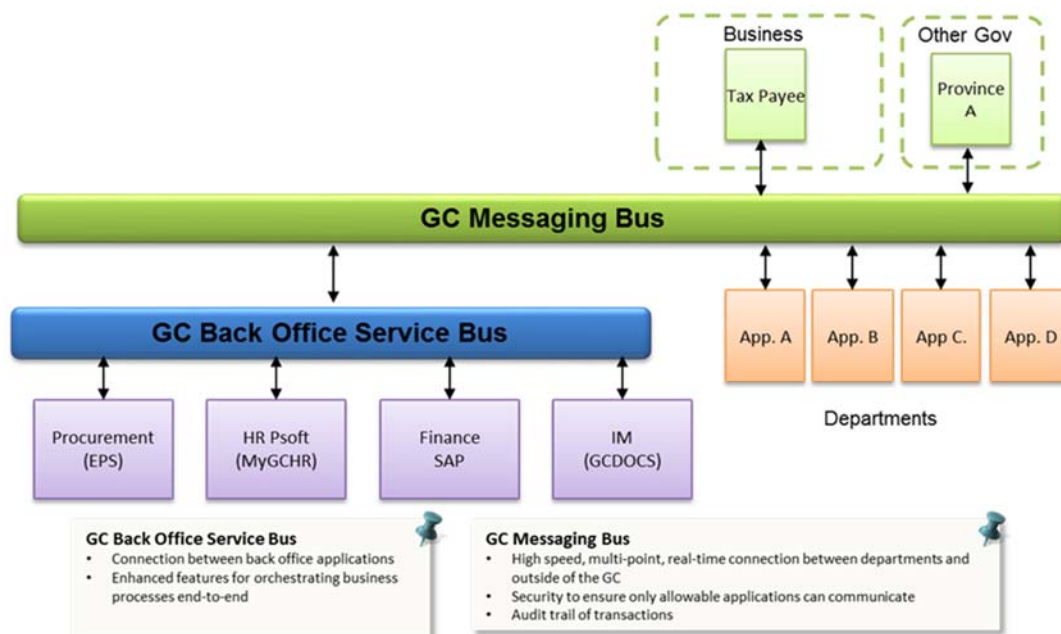 Business
Other Gov
Tax Payee
Province
A
GC Messaging Bus
GC Back Office Service Bus
App. A
App. B
App C.
App. D
Departments
Procurement
(EPS)
HR Psoft
(MyGCHR)
Finance
SAP
IM
(GCDOCS)
GC Back Office Service Bus
• Connection between back office applications
• Enhanced features for orchestrating business
processes end-to-end
GC Messaging Bus
• High speed, multi-point, real-time connection between departments and
outside of the GC
• Security to ensure only allowable applications can communicate
• Audit trail of transactions